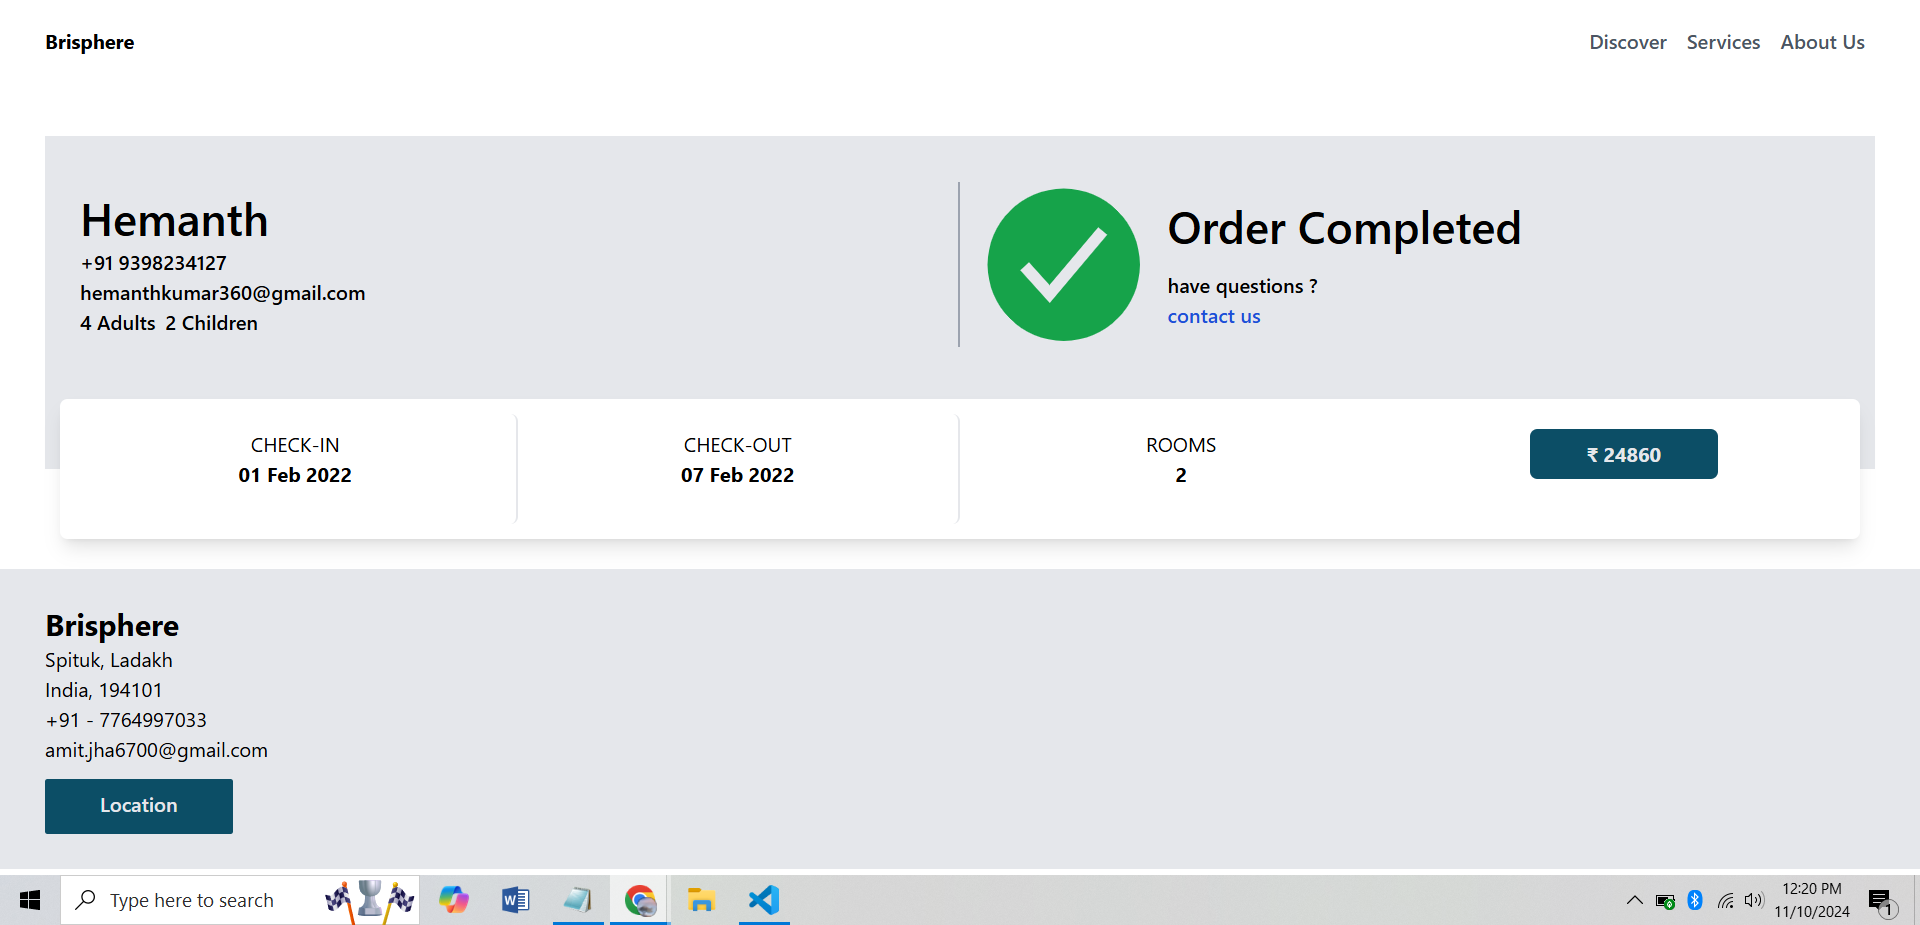 Brisphere
Discover Services About Us
Hemanth
+91 9398234127
hemanthkumar360@gmail.com
4 Adults 2 Children
Order Completed
have questions ?
contact us
CHECK-IN
01 Feb 2022
CHECK-OUT
07 Feb 2022
ROOMS
2
₹ 24860
Brisphere
Spituk, Ladakh
India, 194101
+91 - 7764997033
amit.jha6700@gmail.com
Location
Type here to search
W
12:20 PM
11/10/2024
1